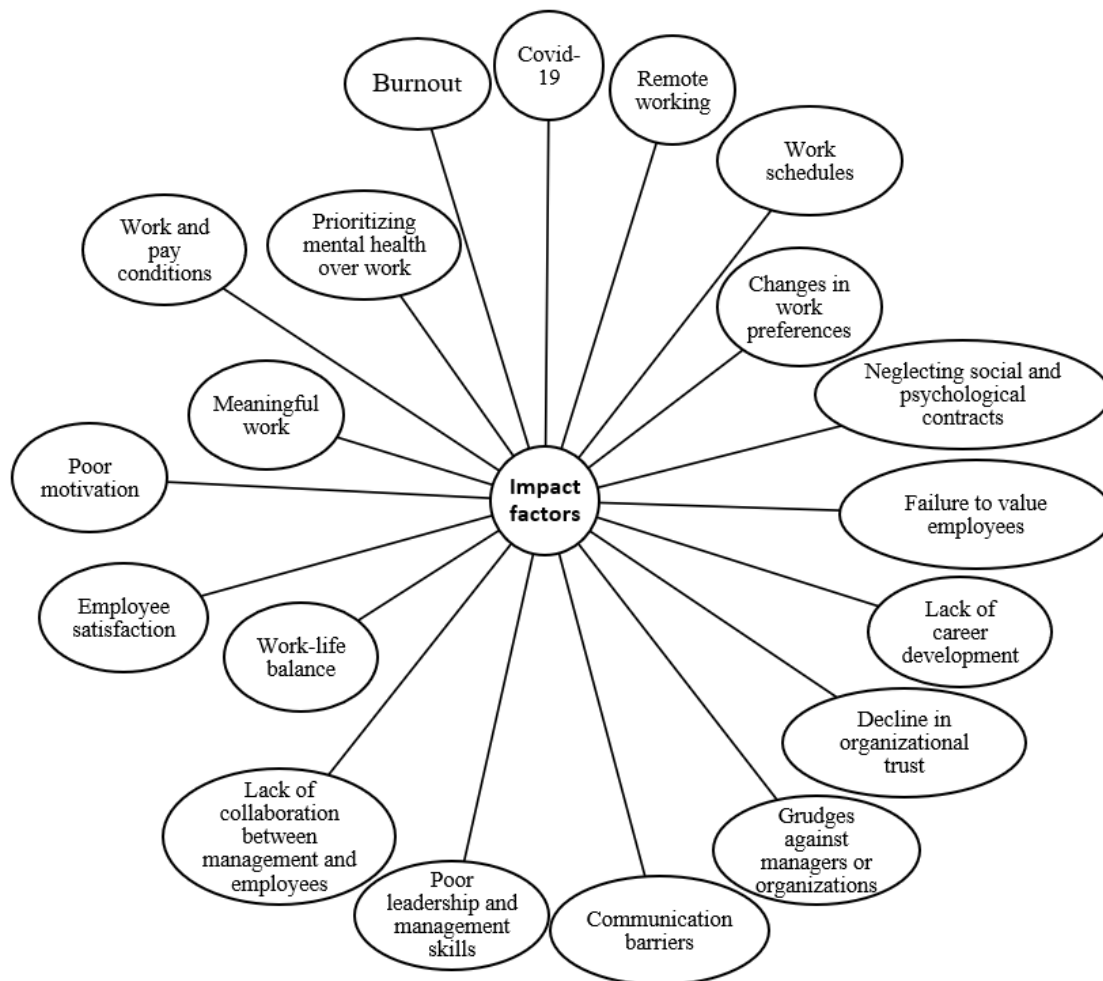 Covid-
19
Remote
working
Burnout
Work
schedules
Prioritizing
mental health
over work
Work and
pay
conditions
Changes in
work
preferences
Neglecting social and
psychological
contracts
Meaningful
work
Poor
motivation
Impact
factors
Failure to value
employees
Employee
satisfaction
Lack of
career
development
Work-life
balance
Decline in
organizational
trust
Lack of
collaboration
between
management and
employees
Grudges
against
managers or
organizations
Poor
leadership and
management
skills
Communication
barriers